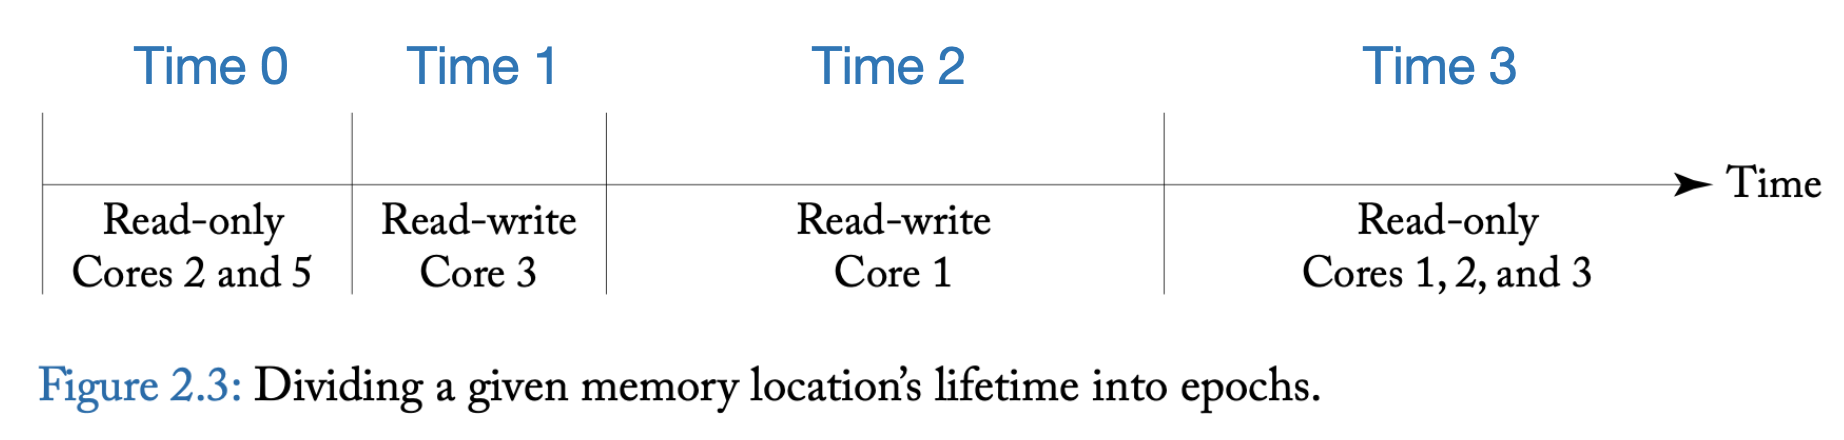 Time 0 Time 1 Time 2 Time 3
Time
Read-only Read-write Read-write Read-only
Cores 2 and 5 Core 3 Core 1 Cores 1, 2, and 3
Figure 2.3: Dividing a given memory location’s lifetime into epochs.